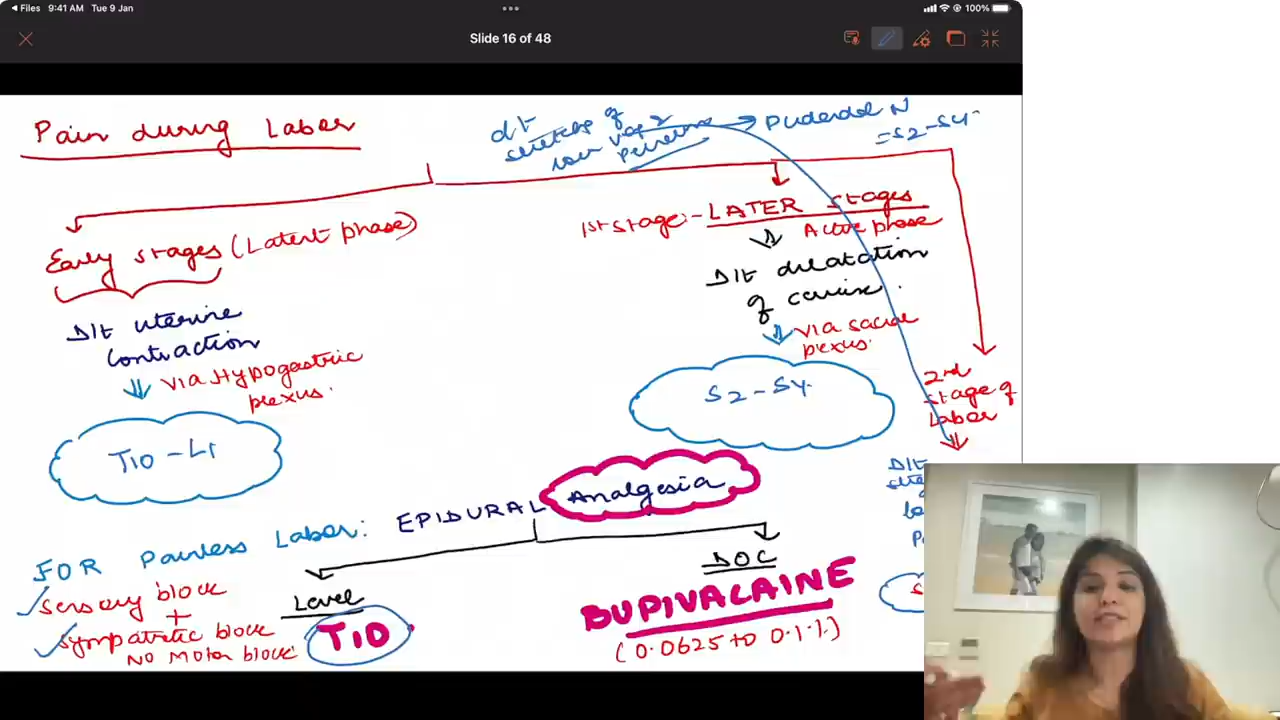 Files 9:41 AM Tue 9 Jan
100%
Slide 16 of 48
Pain during Labor
d/t
stretching of
low vag &
Perineum
Pudendal N
=S2-S4
Early stages (Latent phase)
D/t uterine
contraction
via Hypogastric
plexus.
T10 - L1
1st stage:- LATER stages
Active phase
D/t dilatation
of cervix.
via sacral
plexus.
S2 - S4
2nd
stage of
Labor
D/t
FOR Painless Labor: EPIDURAL Analgesia
Level
T10
DOC
BUPIVALAINE
(0.0625 to 0.1%)
sensory block
+
sympathetic block
No Motor block